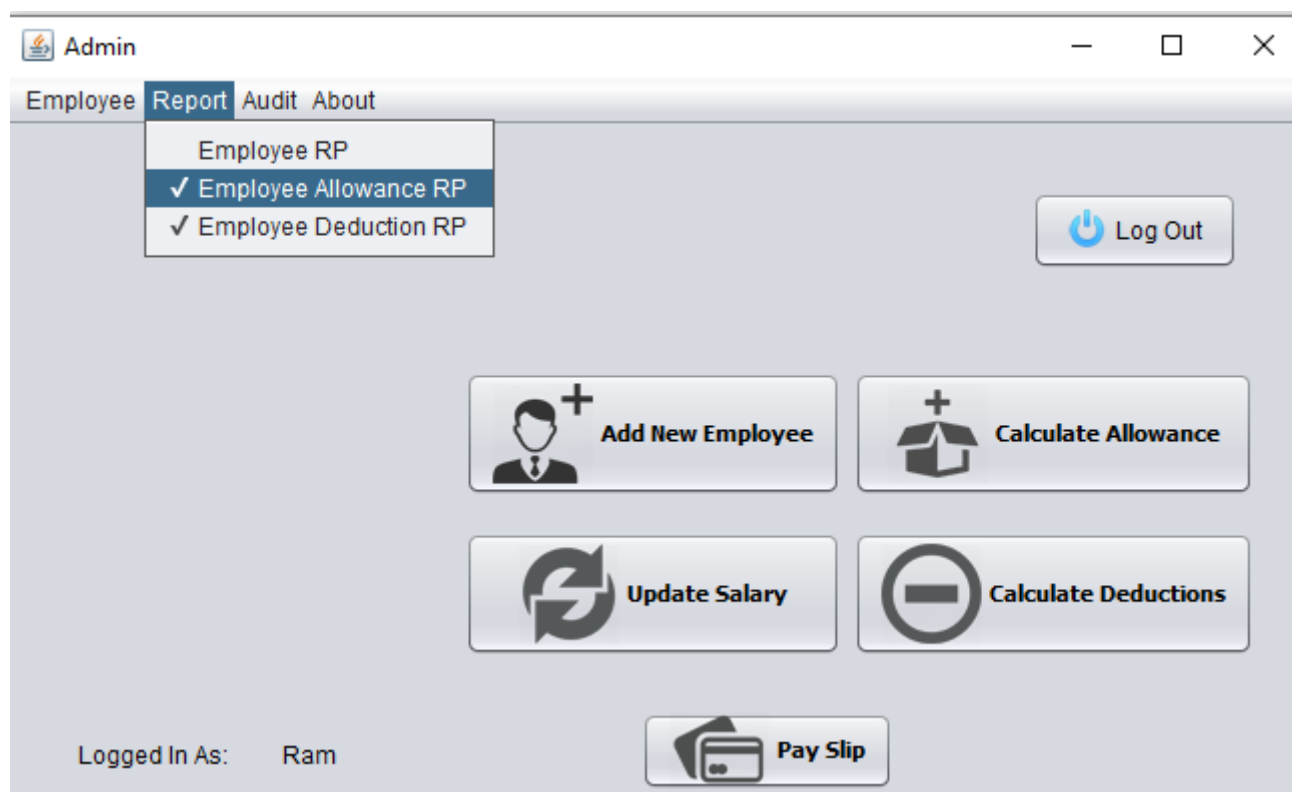 Admin
Employee Report Audit About
Employee RP
✓ Employee Allowance RP
✓ Employee Deduction RP
Log Out
Add New Employee
Calculate Allowance
Update Salary
Calculate Deductions
Logged In As: Ram
Pay Slip